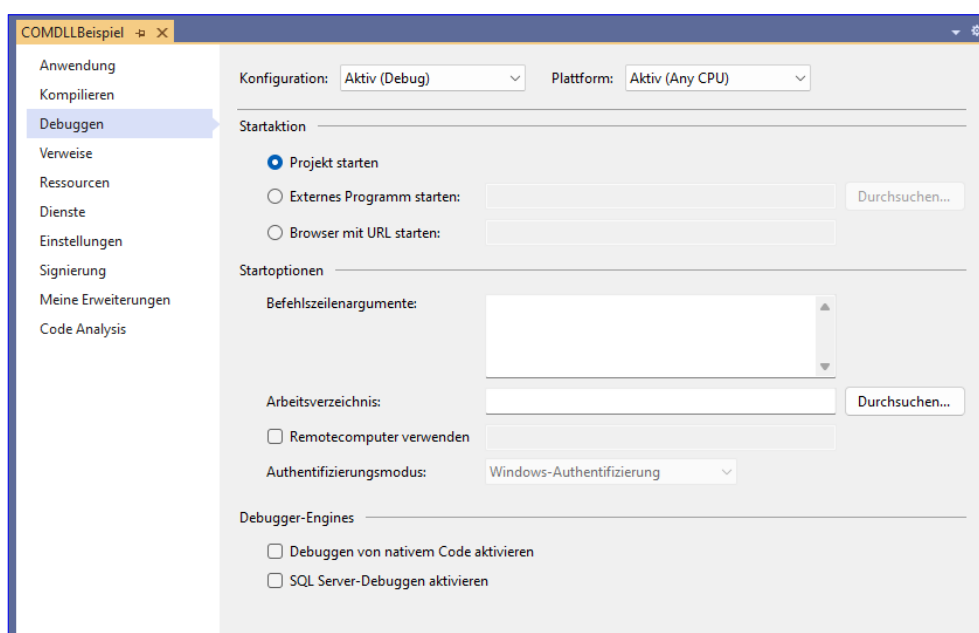 COMDLLBeispiel
Anwendung
Kompilieren
Debuggen
Verweise
Ressourcen
Dienste
Einstellungen
Signierung
Meine Erweiterungen
Code Analysis
Konfiguration: Aktiv (Debug) Plattform: Aktiv (Any CPU)
Startaktion
Projekt starten
Externes Programm starten: Durchsuchen...
Browser mit URL starten:
Startoptionen
Befehlszeilenargumente:
Arbeitsverzeichnis: Durchsuchen...
Remotecomputer verwenden
Authentifizierungsmodus: Windows-Authentifizierung
Debugger-Engines
Debuggen von nativem Code aktivieren
SQL Server-Debuggen aktivieren